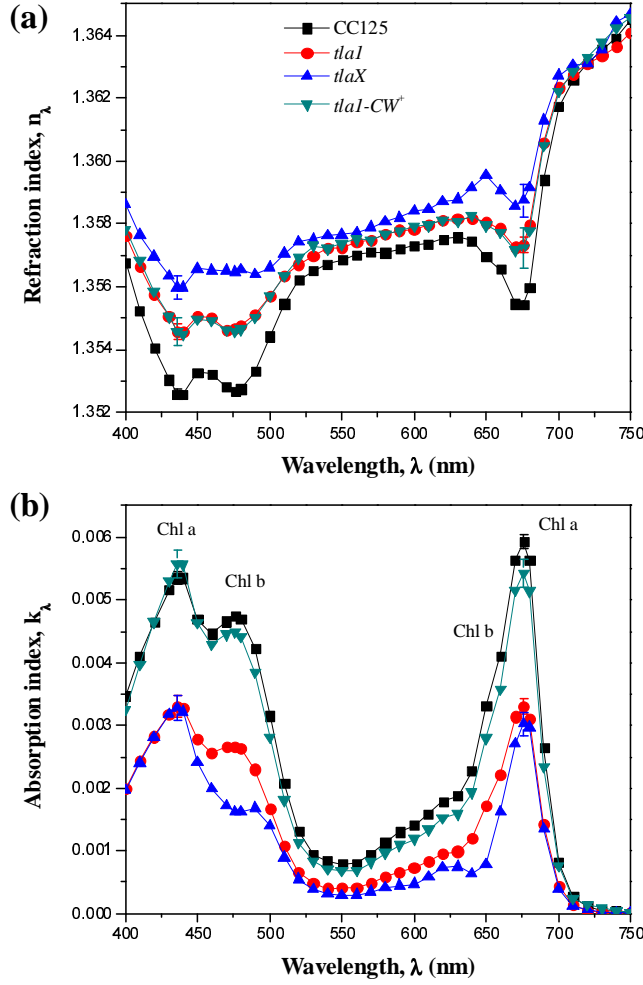 (a)
CC125
tla1
tlaX
tla1-CW⁺
Refraction index, n_λ
1.364
1.362
1.360
1.358
1.356
1.354
1.352
400 450 500 550 600 650 700 750
Wavelength, λ (nm)
(b)
Chl a
Chl b
Chl b
Chl a
Absorption index, k_λ
0.006
0.005
0.004
0.003
0.002
0.001
0.000
400 450 500 550 600 650 700 750
Wavelength, λ (nm)